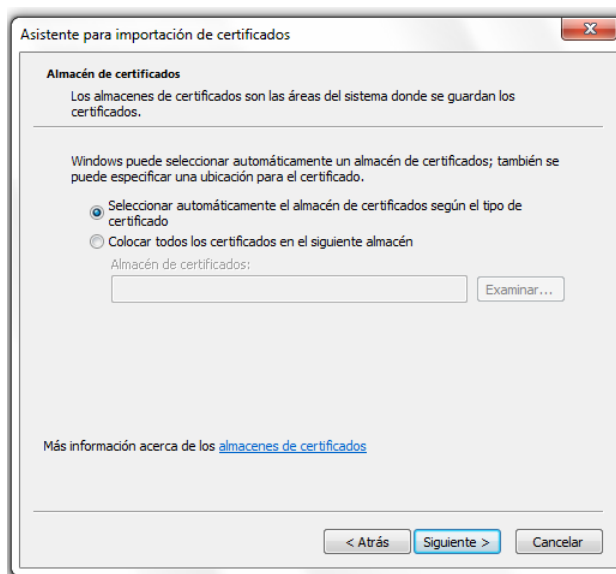 Asistente para importación de certificados
Almacén de certificados
Los almacenes de certificados son las áreas del sistema donde se guardan los
certificados.
Windows puede seleccionar automáticamente un almacén de certificados; también se
puede especificar una ubicación para el certificado.
Seleccionar automáticamente el almacén de certificados según el tipo de
certificado
Colocar todos los certificados en el siguiente almacén
Almacén de certificados:
Examinar...
Más información acerca de los almacenes de certificados
< Atrás Siguiente > Cancelar